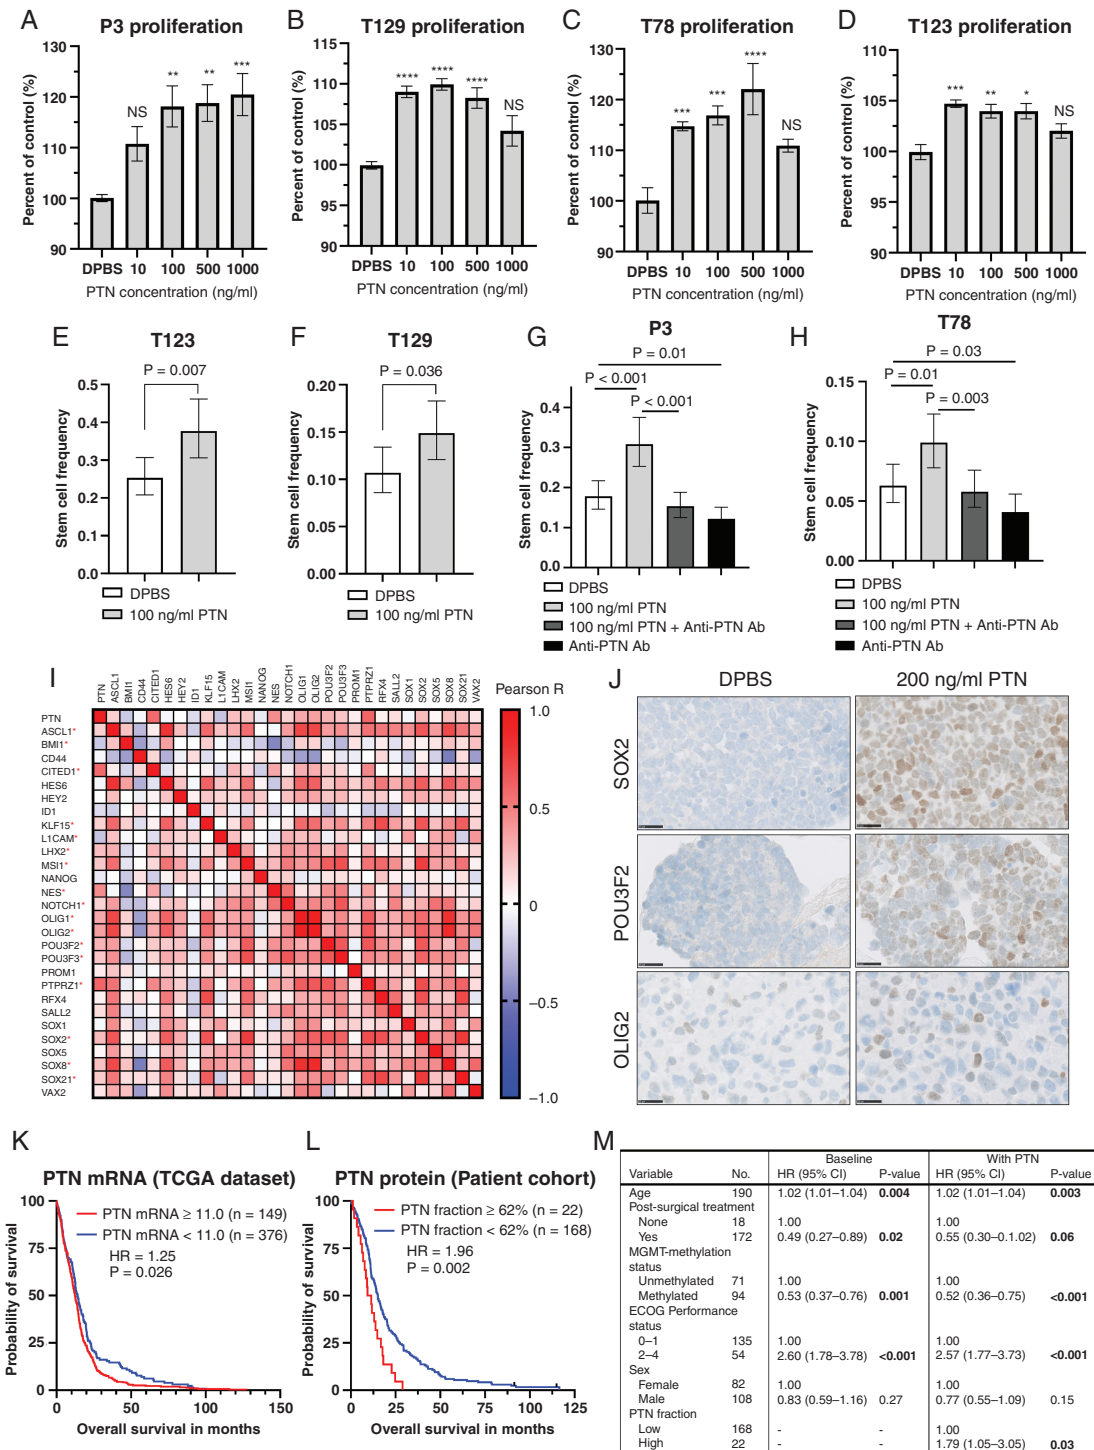 A
P3 proliferation
130
120
110
100
90
Percent of control (%)
NS
**
**
***
DPBS 10 100 500 1000
PTN concentration (ng/ml)
B
T129 proliferation
115
110
105
100
95
90
Percent of control (%)
****
****
****
NS
DPBS 10 100 500 1000
PTN concentration (ng/ml)
C
T78 proliferation
130
120
110
100
90
Percent of control (%)
***
***
****
NS
DPBS 10 100 500 1000
PTN concentration (ng/ml)
D
T123 proliferation
110
105
100
95
90
Percent of control (%)
***
**
*
NS
DPBS 10 100 500 1000
PTN concentration (ng/ml)
E
T123
P = 0.007
0.5
0.4
0.3
0.2
0.1
0.0
Stem cell frequency
DPBS
100 ng/ml PTN
F
T129
P = 0.036
0.20
0.15
0.10
0.05
0.00
Stem cell frequency
DPBS
100 ng/ml PTN
G
P3
P = 0.01
P < 0.001
P < 0.001
0.4
0.3
0.2
0.1
0.0
Stem cell frequency
DPBS
100 ng/ml PTN
100 ng/ml PTN + Anti-PTN Ab
Anti-PTN Ab
H
T78
P = 0.03
P = 0.01
P = 0.003
0.15
0.10
0.05
0.00
Stem cell frequency
DPBS
100 ng/ml PTN
100 ng/ml PTN + Anti-PTN Ab
Anti-PTN Ab
I
PTN ASCL1 BMI1 CD44 CITED1 HES6 HEY2 ID1 KLF15 L1CAM LHX2 MSI1 NANOG NES NOTCH1 OLIG1 OLIG2 POU3F2 POU3F3 PROM1 PTPRZ1 RFX4 SALL2 SOX1 SOX2 SOX5 SOX8 SOX21 VAX2
PTN
ASCL1*
BMI1*
CD44
CITED1*
HES6
HEY2
ID1
KLF15*
L1CAM*
LHX2*
MSI1*
NANOG
NES*
NOTCH1*
OLIG1*
OLIG2*
POU3F2*
POU3F3*
PROM1
PTPRZ1*
RFX4
SALL2
SOX1
SOX2*
SOX5
SOX8*
SOX21*
VAX2
Pearson R
1.0
0.5
0
−0.5
−1.0
J
DPBS 200 ng/ml PTN
SOX2
POU3F2
OLIG2
K
PTN mRNA (TCGA dataset)
100
75
50
25
0
Probability of survival
PTN mRNA ≥ 11.0 (n = 149)
PTN mRNA < 11.0 (n = 376)
HR = 1.25
P = 0.026
0 50 100 150
Overall survival in months
L
PTN protein (Patient cohort)
100
75
50
25
0
Probability of survival
PTN fraction ≥ 62% (n = 22)
PTN fraction < 62% (n = 168)
HR = 1.96
P = 0.002
0 25 50 75 100 125
Overall survival in months
M
Baseline With PTN
Variable No. HR (95% CI) P-value HR (95% CI) P-value
Age 190 1.02 (1.01–1.04) 0.004 1.02 (1.01–1.04) 0.003
Post-surgical treatment
None 18 1.00 1.00
Yes 172 0.49 (0.27–0.89) 0.02 0.55 (0.30–0.1.02) 0.06
MGMT-methylation
status
Unmethylated 71 1.00 1.00
Methylated 94 0.53 (0.37–0.76) 0.001 0.52 (0.36–0.75) <0.001
ECOG Performance
status
0–1 135 1.00 1.00
2–4 54 2.60 (1.78–3.78) <0.001 2.57 (1.77–3.73) <0.001
Sex
Female 82 1.00 1.00
Male 108 0.83 (0.59–1.16) 0.27 0.77 (0.55–1.09) 0.15
PTN fraction
Low 168 - - 1.00
High 22 - - 1.79 (1.05–3.05) 0.03